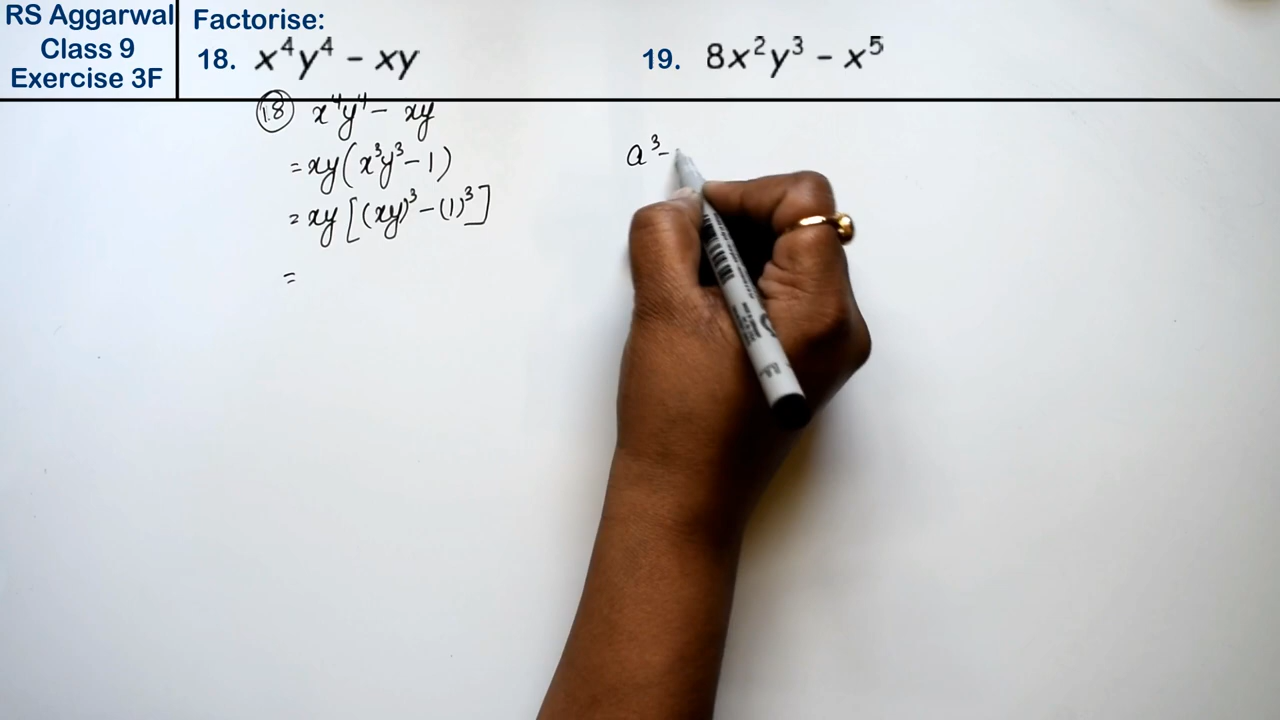 RS Aggarwal
Class 9
Exercise 3F
Factorise:
18. x⁴y⁴ - xy
19. 8x²y³ - x⁵
18 x⁴y⁴ - xy
= xy(x³y³ - 1)
= xy[(xy)³ - (1)³]
=
a³ -